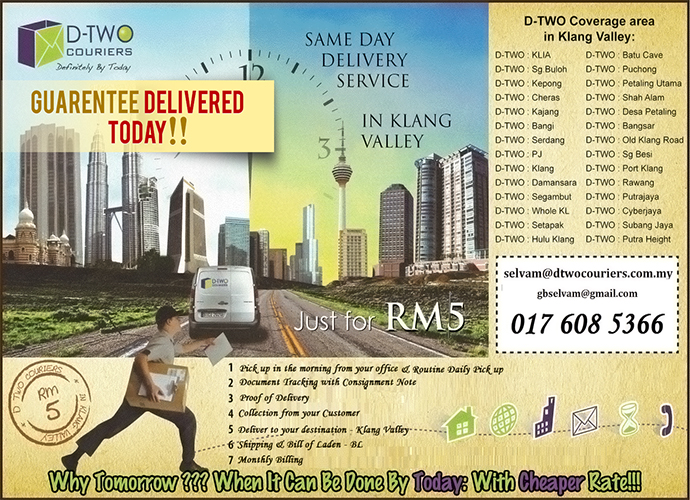 D-TWO
COURIERS
Definitely By Today
GUARENTEE DELIVERED
TODAY!!
12
3
SAME DAY
DELIVERY
SERVICE
IN KLANG
VALLEY
D-TWO Coverage area
in Klang Valley:
D-TWO : KLIA
D-TWO : Sg Buloh
D-TWO : Kepong
D-TWO : Cheras
D-TWO : Kajang
D-TWO : Bangi
D-TWO : Serdang
D-TWO : PJ
D-TWO : Klang
D-TWO : Damansara
D-TWO : Segambut
D-TWO : Whole KL
D-TWO : Setapak
D-TWO : Hulu Klang
D-TWO : Batu Cave
D-TWO : Puchong
D-TWO : Petaling Utama
D-TWO : Shah Alam
D-TWO : Desa Petaling
D-TWO : Bangsar
D-TWO : Old Klang Road
D-TWO : Sg Besi
D-TWO : Port Klang
D-TWO : Rawang
D-TWO : Putrajaya
D-TWO : Cyberjaya
D-TWO : Subang Jaya
D-TWO : Putra Height
selvam@dtwocouriers.com.my
gbselvam@gmail.com
017 608 5366
D-TWO
Just for RM5
D TWO COURIERS
RM
5
IN KLANG VALLEY
1 Pick up in the morning from your office & Routine Daily Pick up
2 Document Tracking with Consignment Note
3 Proof of Delivery
4 Collection from your Customer
5 Deliver to your destination - Klang Valley
6 Shipping & Bill of Laden - BL
7 Monthly Billing
Why Tomorrow ??? When It Can Be Done By Today: With Cheaper Rate!!!